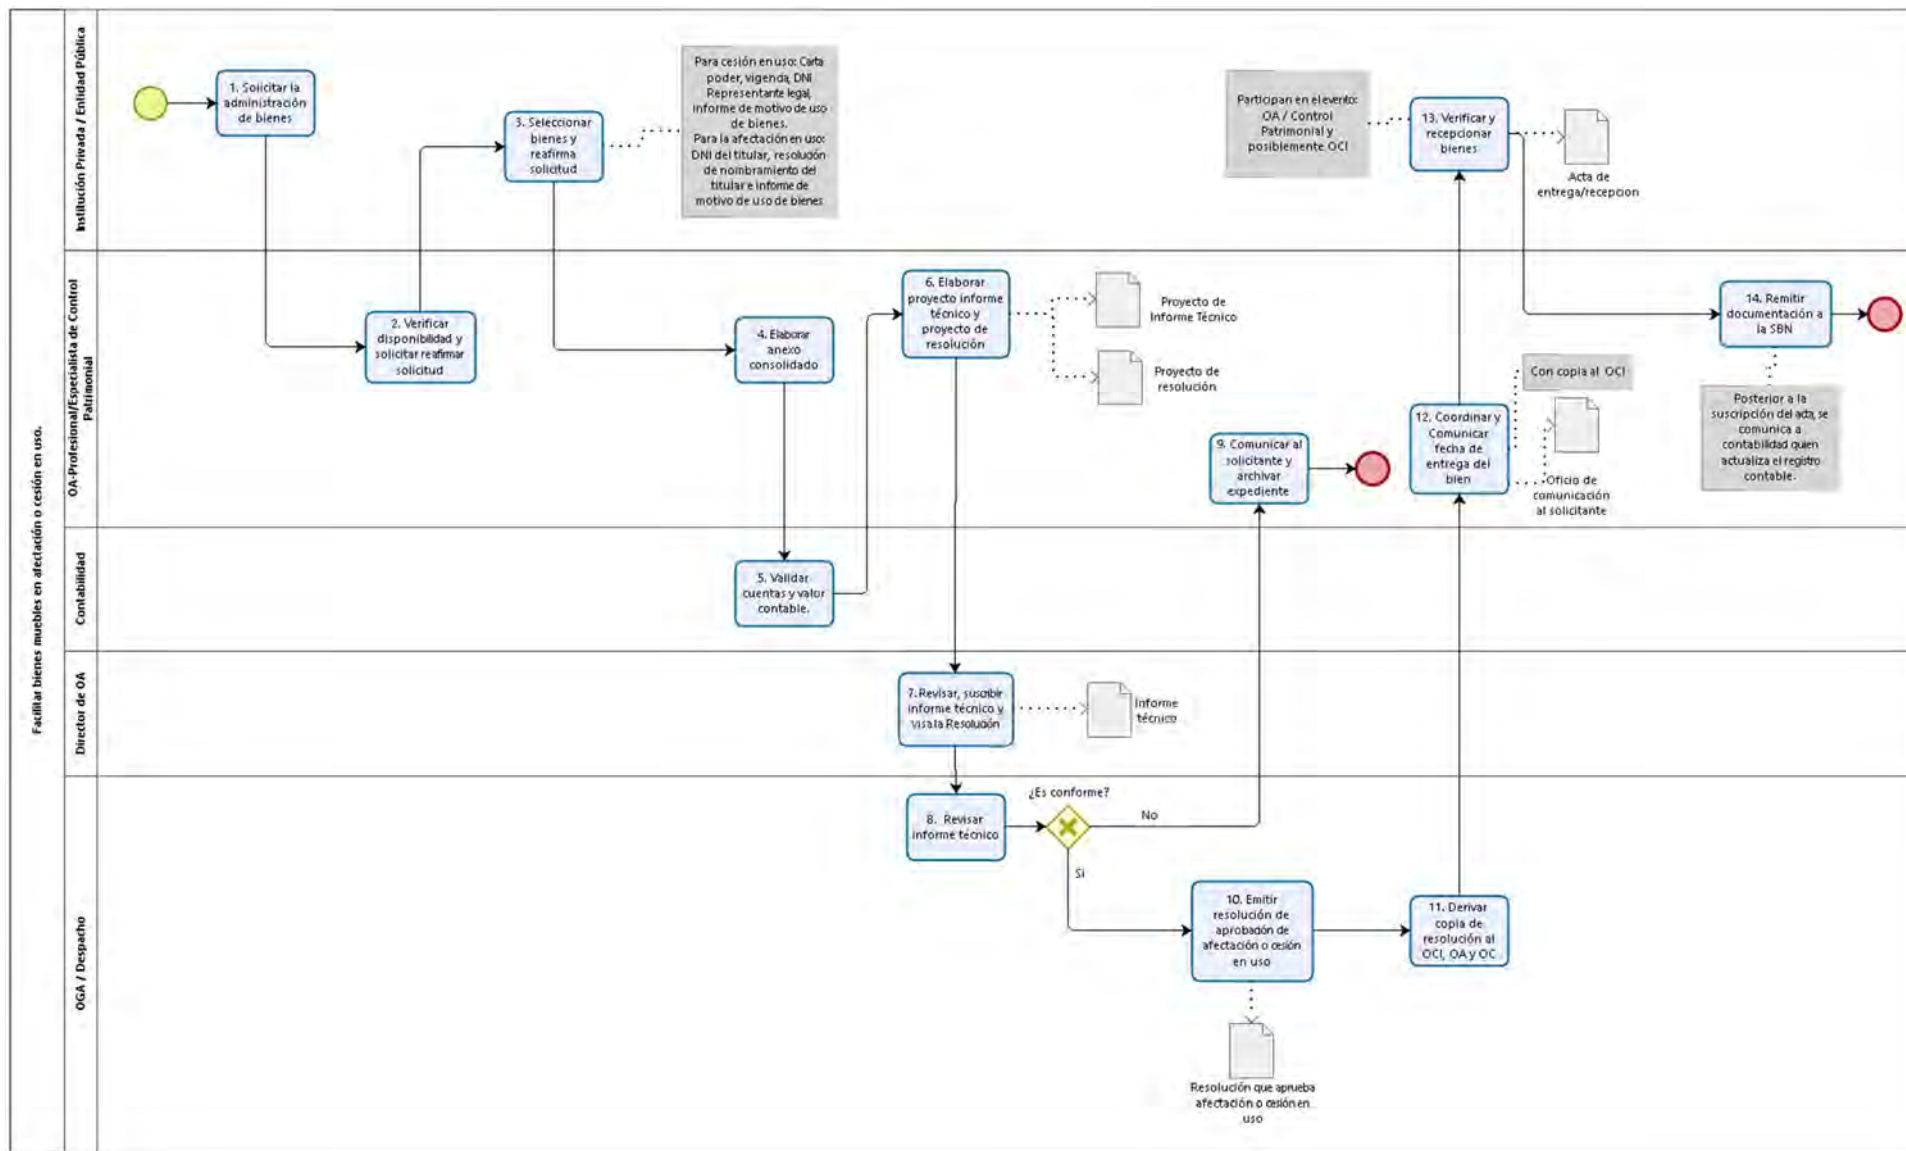 Facilitar bienes muebles en afectación o cesión en uso.
Institución Privada / Entidad Pública
1. Solicitar la
administración
de bienes
3. Seleccionar
bienes y
reafirma
solicitud
Para cesión en uso: Carta
poder, vigencia, DNI
Representante legal,
informe de motivo de uso
de bienes.
Para la afectación en uso:
DNI del titular, resolución
de nombramiento del
titular e informe de
motivo de uso de bienes
Participan en el evento:
OA / Control
Patrimonial y
posiblemente OCI
13. Verificar y
recepcionar
bienes
Acta de
entrega/recepcion
OA-Profesional/Especialista de Control
Patrimonial
2. Verificar
disponibilidad y
solicitar reafirmar
solicitud
4. Elaborar
anexo
consolidado
6. Elaborar
proyecto informe
técnico y
proyecto de
resolución
Proyecto de
Informe Técnico
Proyecto de
resolución
9. Comunicar al
solicitante y
archivar
expediente
12. Coordinar y
Comunicar
fecha de
entrega del
bien
Con copia al OCI
Oficio de
comunicación
al solicitante
14. Remitir
documentación a
la SBN
Posterior a la
suscripción del acta, se
comunica a
contabilidad quien
actualiza el registro
contable.
Contabilidad
5. Validar
cuentas y valor
contable.
Director de OA
7. Revisar, suscribir
informe técnico y
visa la Resolución
Informe
técnico
OGA / Despacho
8. Revisar
informe técnico
¿Es conforme?
No
Si
10. Emitir
resolución de
aprobación de
afectación o cesión
en uso
11. Derivar
copia de
resolución al
OCI, OA y OC
Resolución que aprueba
afectación o cesión en
uso